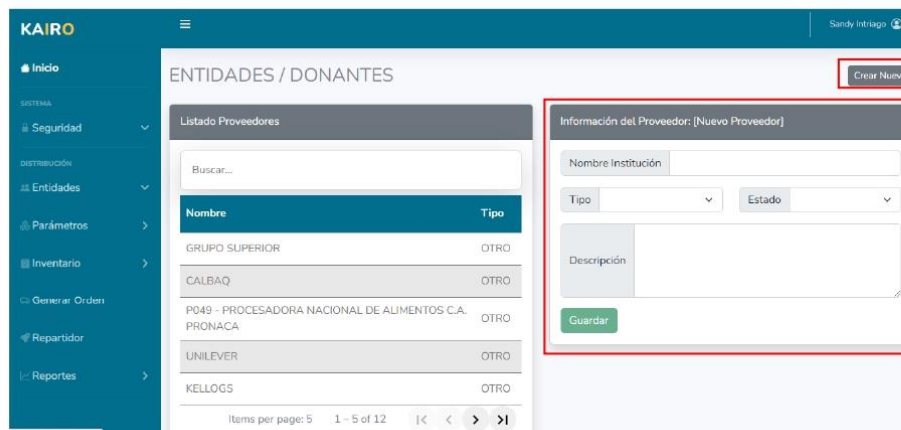 KAIRO
Sandy Intriago
Inicio
SISTEMA
Seguridad
DISTRIBUCIÓN
Entidades
Parámetros
Inventario
Generar Orden
Repartidor
Reportes
ENTIDADES / DONANTES
Crear Nuev
Listado Proveedores
Buscar...
Nombre Tipo
GRUPO SUPERIOR OTRO
CALBAQ OTRO
P049 - PROCESADORA NACIONAL DE ALIMENTOS C.A. OTRO
PRONACA
UNILEVER OTRO
KELLOGS OTRO
Items per page: 5 1 – 5 of 12
Información del Proveedor: [Nuevo Proveedor]
Nombre Institución
Tipo Estado
Descripción
Guardar